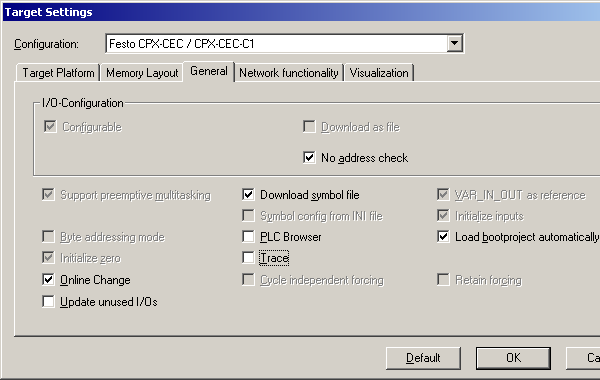 Target Settings
Configuration: Festo CPX-CEC / CPX-CEC-C1
Target Platform Memory Layout General Network functionality Visualization
I/O-Configuration
Configurable Download as file
No address check
Support preemptive multitasking Download symbol file VAR_IN_OUT as reference
Symbol config from INI file Initialize inputs
Byte addressing mode PLC Browser Load bootproject automatically
Initialize zero Trace
Online Change Cycle independent forcing Retain forcing
Update unused I/Os
Default OK Ca